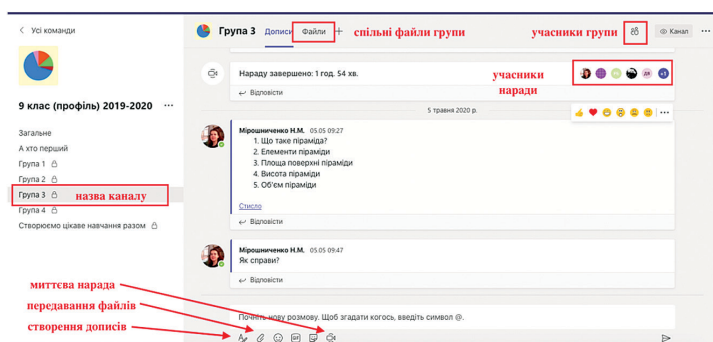 Усі команди
9 клас (профіль) 2019-2020 ...
Загальне
А хто перший
Група 1
Група 2
Група 3
назва каналу
Група 4
Створюємо цікаве навчання разом
Група 3 Дописи Файли + спільні файли групи
учасники групи
Канал ...
Нараду завершено: 1 год. 54 хв.
учасники наради
ДЯ +1
Відповісти
5 травня 2020 р.
Мірошниченко Н.М. 05.05 09:27
1. Що таке піраміда?
2. Елементи піраміди
3. Площа поверхні піраміди
4. Висота піраміди
5. Об'єм піраміди
Стисло
Відповісти
Мірошниченко Н.М. 05.05 09:47
Як справи?
Відповісти
миттєва нарада
передавання файлів
створення дописів
Почніть нову розмову. Щоб згадати когось, введіть символ @.
GIF